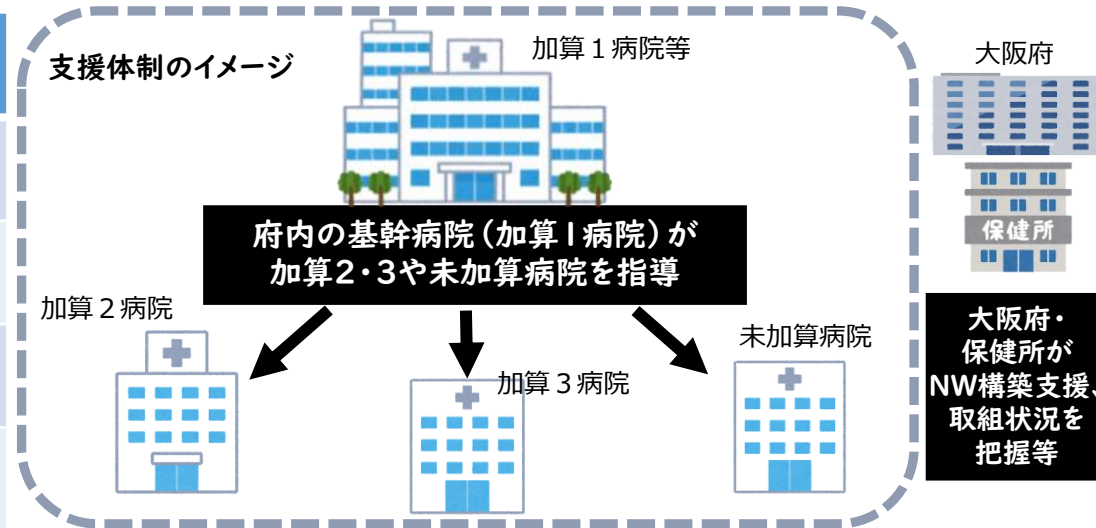 支援体制のイメージ
加算１病院等
府内の基幹病院（加算１病院）が
加算２・３や未加算病院を指導
加算２病院
加算３病院
未加算病院
大阪府
保健所
大阪府・
保健所が
NW構築支援、
取組状況を
把握等